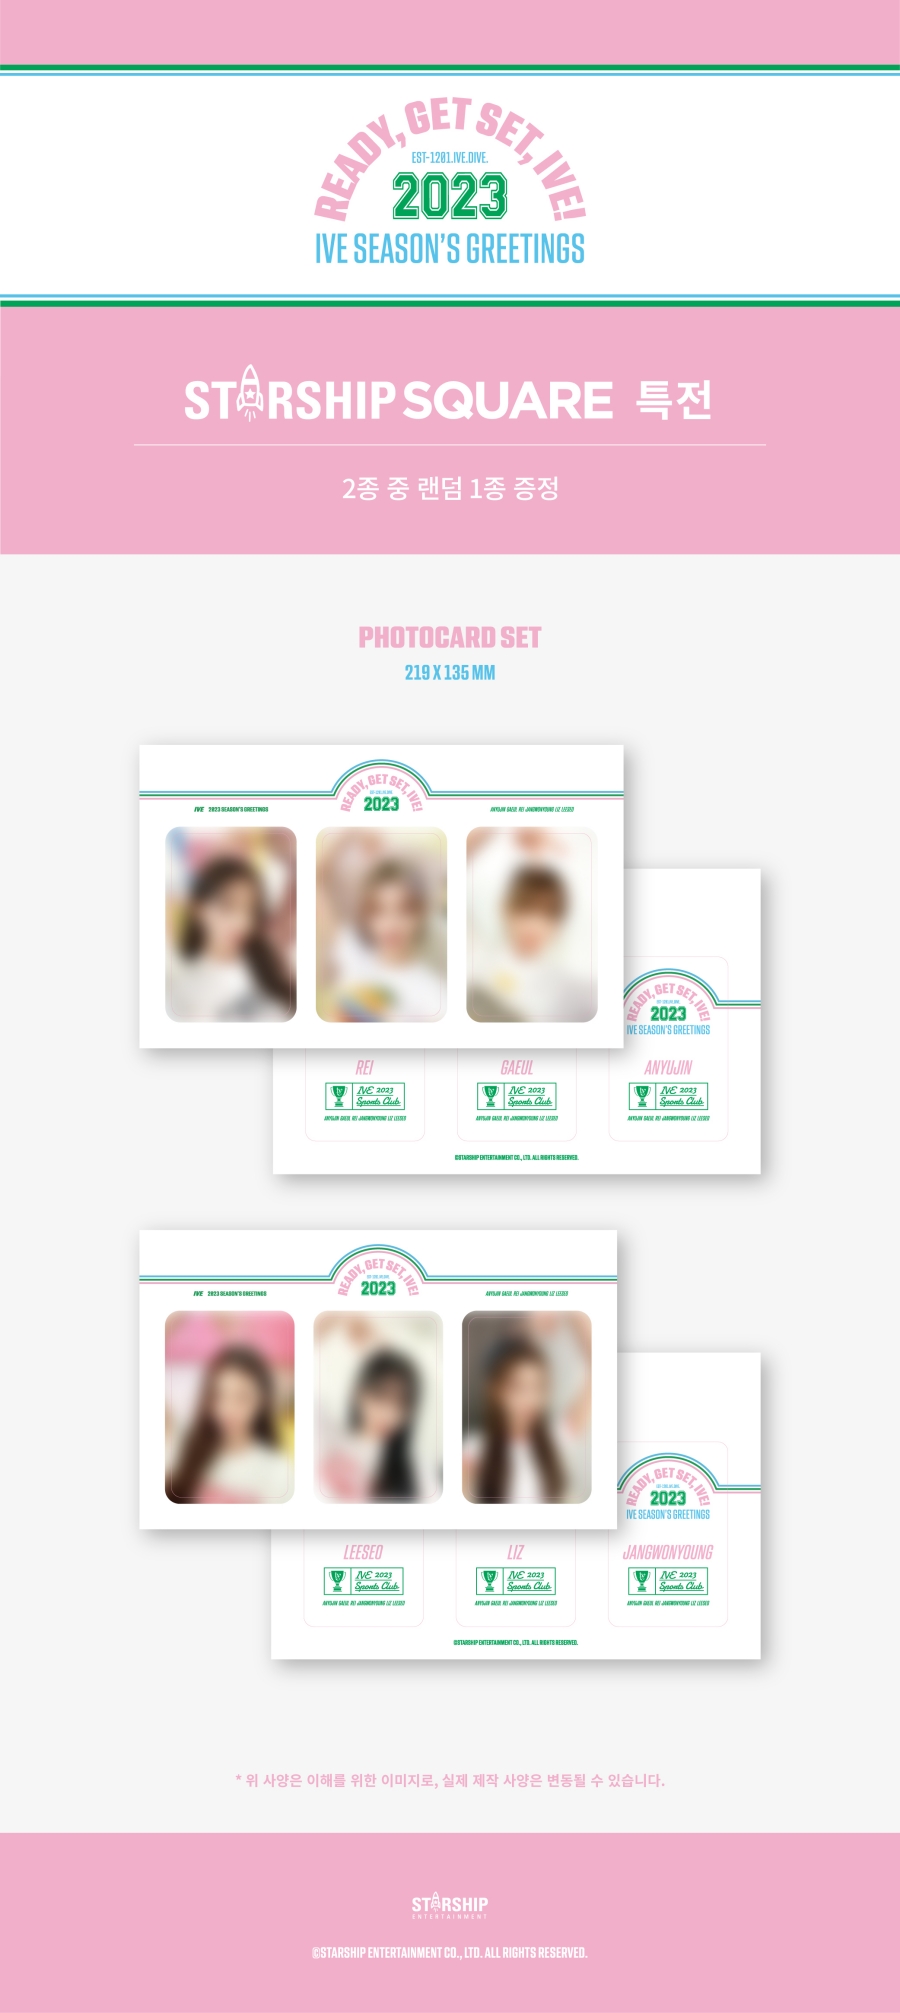 READY, GET SET, IVE!
EST-1201.IVE.DIVE.
2023
IVE SEASON'S GREETINGS
STARSHIP SQUARE 특전
2종 중 랜덤 1종 증정
PHOTOCARD SET
219 X 135 MM
READY, GET SET, IVE!
2023
IVE 2023 SEASON'S GREETINGS
ANYUJIN GAEUL REI JANGWONYOUNG LIZ LEESEO
READY, GET SET, IVE!
2023
IVE SEASON'S GREETINGS
REI GAEUL ANYUJIN
IVE 2023 IVE 2023 IVE 2023
Sports Club. Sports Club. Sports Club.
ANYUJIN GAEUL REI JANGWONYOUNG LIZ LEESEO ANYUJIN GAEUL REI JANGWONYOUNG LIZ LEESEO ANYUJIN GAEUL REI JANGWONYOUNG LIZ LEESEO
©STARSHIP ENTERTAINMENT CO., LTD. ALL RIGHTS RESERVED.
READY, GET SET, IVE!
2023
IVE 2023 SEASON'S GREETINGS
ANYUJIN GAEUL REI JANGWONYOUNG LIZ LEESEO
READY, GET SET, IVE!
2023
IVE SEASON'S GREETINGS
LEESEO LIZ JANGWONYOUNG
IVE 2023 IVE 2023 IVE 2023
Sports Club. Sports Club. Sports Club.
ANYUJIN GAEUL REI JANGWONYOUNG LIZ LEESEO ANYUJIN GAEUL REI JANGWONYOUNG LIZ LEESEO ANYUJIN GAEUL REI JANGWONYOUNG LIZ LEESEO
©STARSHIP ENTERTAINMENT CO., LTD. ALL RIGHTS RESERVED.
* 위 사양은 이해를 위한 이미지로, 실제 제작 사양은 변동될 수 있습니다.
STARSHIP
ENTERTAINMENT
©STARSHIP ENTERTAINMENT CO., LTD. ALL RIGHTS RESERVED.